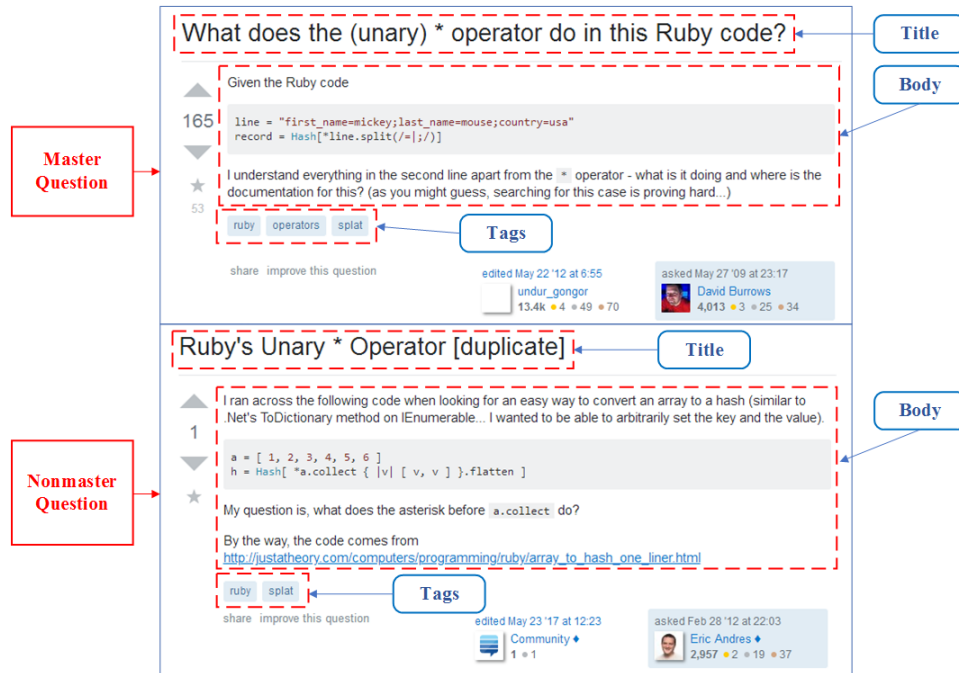 What does the (unary) * operator do in this Ruby code?
Title
Given the Ruby code
Body
165
line = "first_name=mickey;last_name=mouse;country=usa"
record = Hash[*line.split(/=|;/)]
Master
Question
I understand everything in the second line apart from the * operator - what is it doing and where is the
documentation for this? (as you might guess, searching for this case is proving hard...)
53
ruby operators splat
Tags
share improve this question
edited May 22 '12 at 6:55
undur_gongor
13.4k ● 4 ● 49 ● 70
asked May 27 '09 at 23:17
David Burrows
4,013 ● 3 ● 25 ● 34
Ruby's Unary * Operator [duplicate]
Title
I ran across the following code when looking for an easy way to convert an array to a hash (similar to
.Net's ToDictionary method on IEnumerable... I wanted to be able to arbitrarily set the key and the value).
Body
1
a = [ 1, 2, 3, 4, 5, 6 ]
h = Hash[ *a.collect { |v| [ v, v ] }.flatten ]
Nonmaster
Question
My question is, what does the asterisk before a.collect do?
By the way, the code comes from
http://justatheory.com/computers/programming/ruby/array_to_hash_one_liner.html
ruby splat
Tags
share improve this question
edited May 23 '17 at 12:23
Community ♦
1 ● 1
asked Feb 28 '12 at 22:03
Eric Andres ♦
2,957 ● 2 ● 19 ● 37